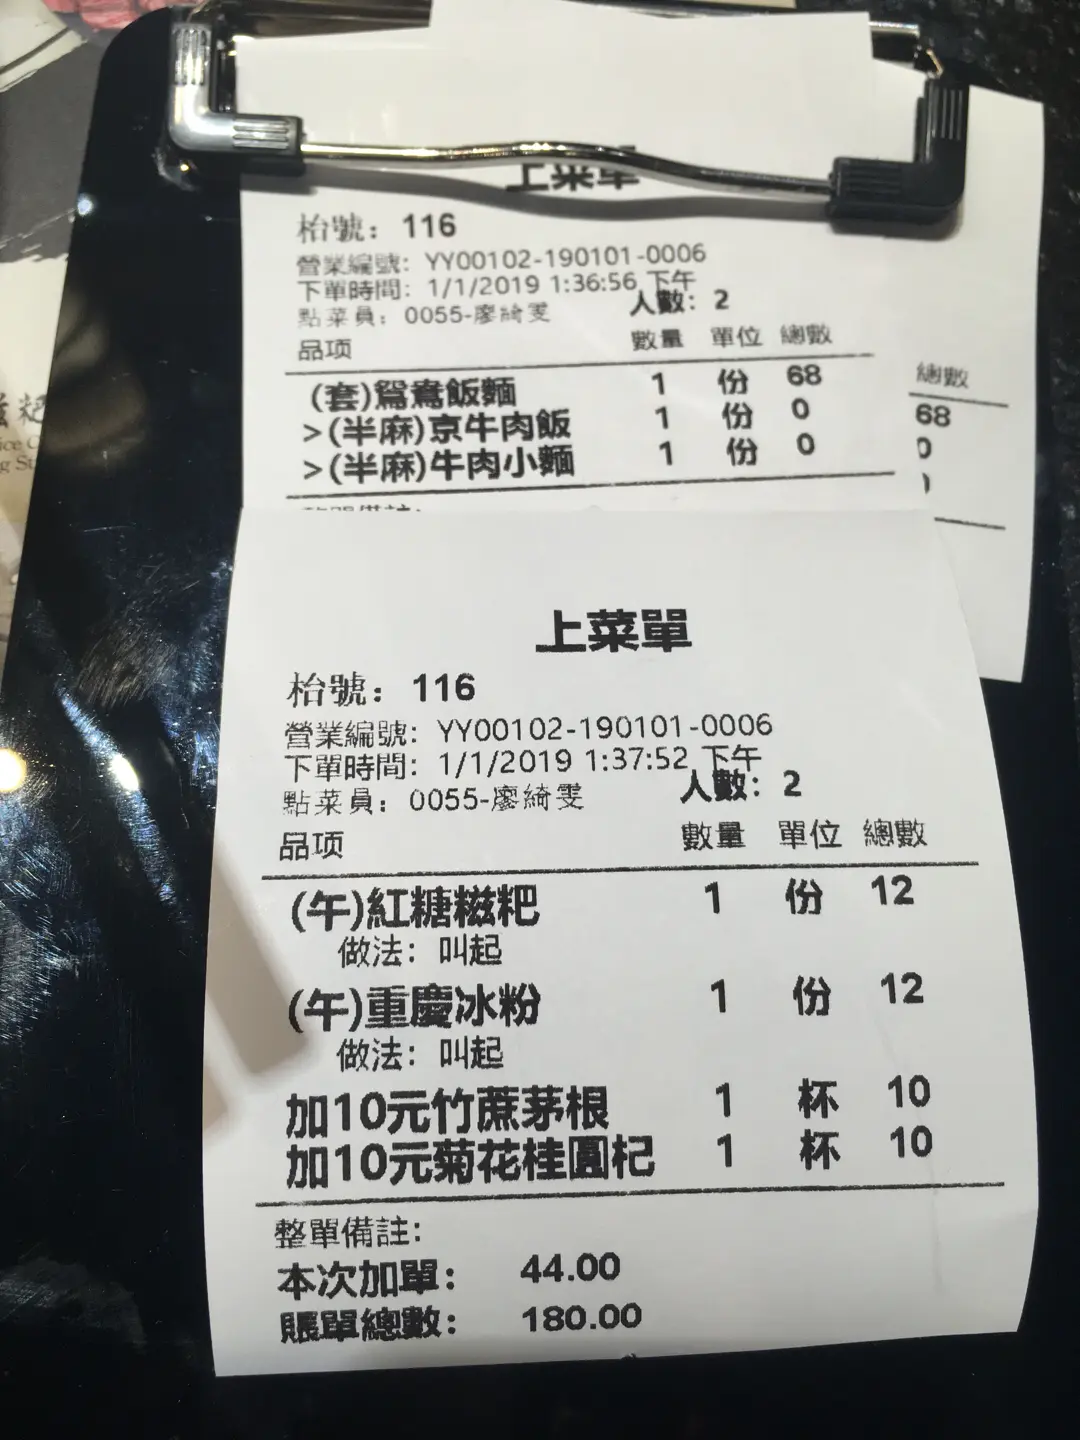 上菜單
枱號：116
營業編號：YY00102-190101-0006
下單時間：1/1/2019 1:36:56 下午
點菜員：0055-廖綺雯 人數：2
品项 數量 單位 總數
(套)鴛鴦飯麵 1 份 68
>(半麻)京牛肉飯 1 份 0
>(半麻)牛肉小麵 1 份 0
總數
68
0
上菜單
枱號：116
營業編號：YY00102-190101-0006
下單時間：1/1/2019 1:37:52 下午
點菜員：0055-廖綺雯 人數：2
品项 數量 單位 總數
(午)紅糖糍粑 1 份 12
做法：叫起
(午)重慶冰粉 1 份 12
做法：叫起
加10元竹蔗茅根 1 杯 10
加10元菊花桂圓杞 1 杯 10
整單備註:
本次加單： 44.00
賬單總數： 180.00